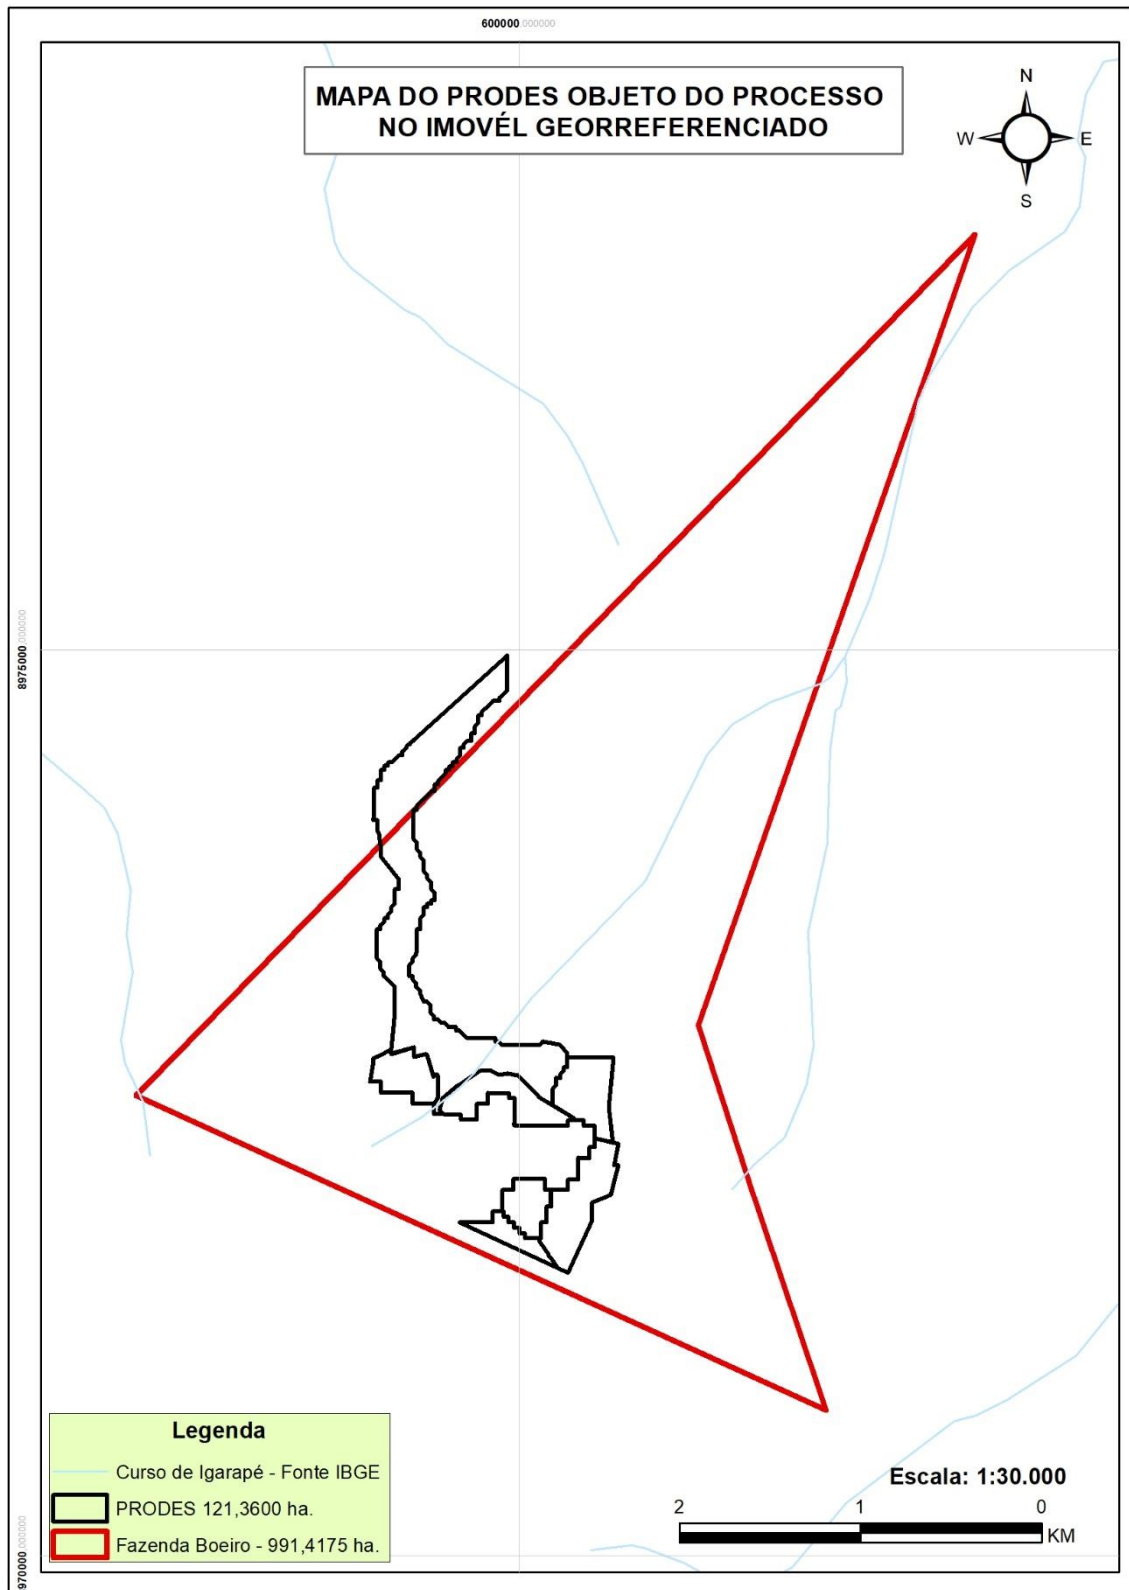 600000,000000
MAPA DO PRODES OBJETO DO PROCESSO
NO IMOVÉL GEORREFERENCIADO
N
W
E
S
8975000,000000
Legenda
Curso de Igarapé - Fonte IBGE
PRODES 121,3600 ha.
Fazenda Boeiro - 991,4175 ha.
Escala: 1:30.000
2 1 0
KM
970000,000000